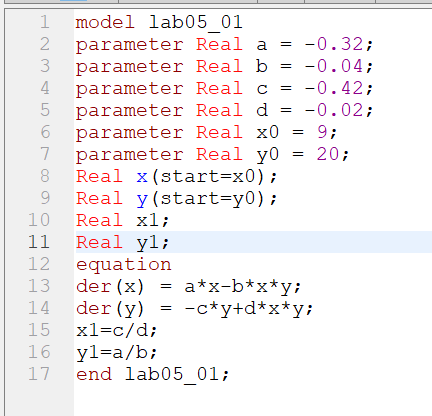 1 model lab05_01
2 parameter Real a = -0.32;
3 parameter Real b = -0.04;
4 parameter Real c = -0.42;
5 parameter Real d = -0.02;
6 parameter Real x0 = 9;
7 parameter Real y0 = 20;
8 Real x(start=x0);
9 Real y(start=y0);
10 Real x1;
11 Real y1;
12 equation
13 der(x) = a*x-b*x*y;
14 der(y) = -c*y+d*x*y;
15 x1=c/d;
16 y1=a/b;
17 end lab05_01;